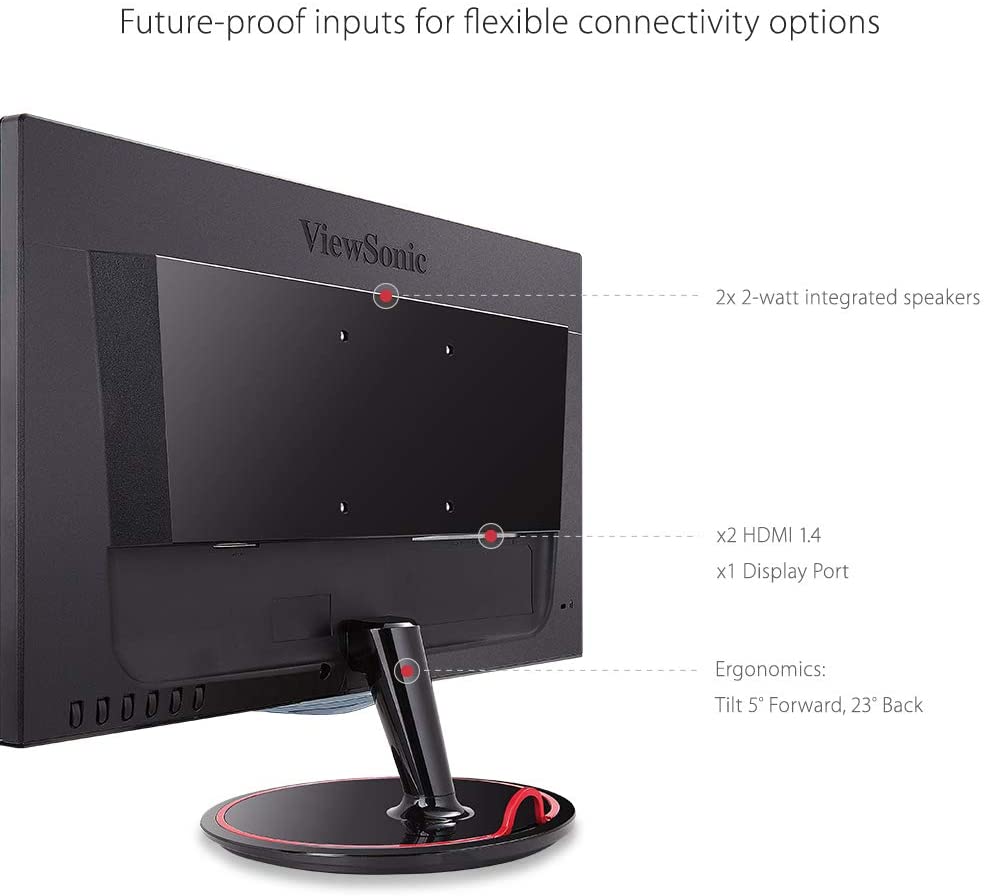 Future-proof inputs for flexible connectivity options
ViewSonic
2x 2-watt integrated speakers
x2 HDMI 1.4
x1 Display Port
Ergonomics:
Tilt 5° Forward, 23° Back